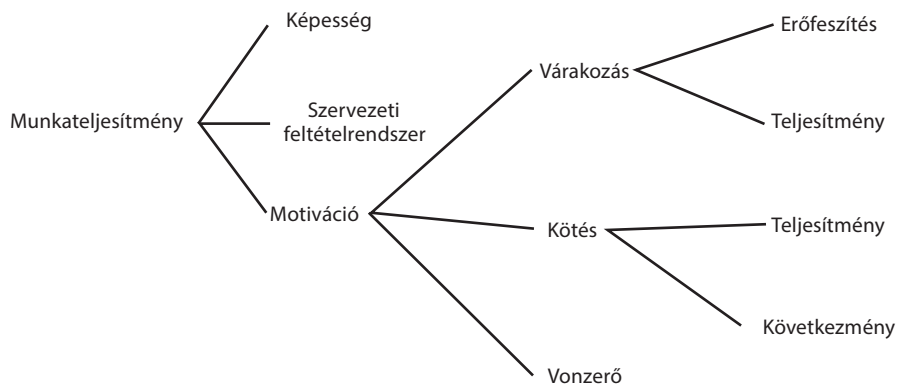 Képesség
Erőfeszítés
Várakozás
Szervezeti
feltételrendszer
Munkateljesítmény
Teljesítmény
Motiváció
Kötés
Teljesítmény
Következmény
Vonzerő